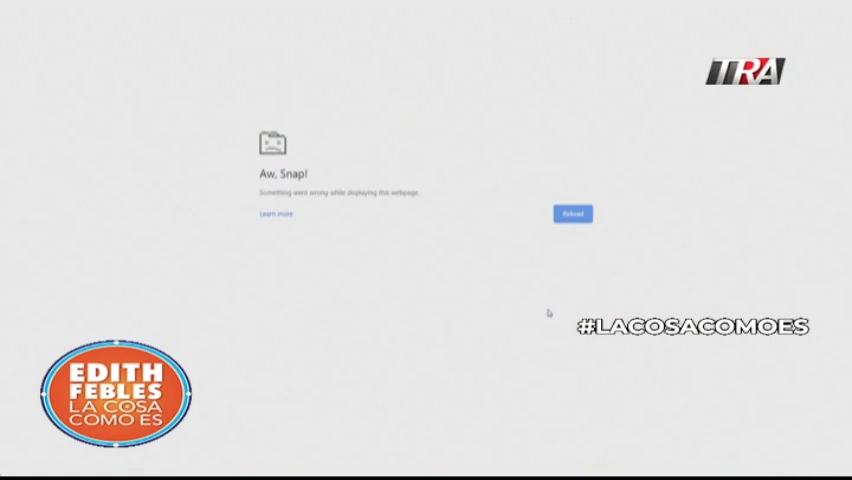 TRA
Aw, Snap!
Something went wrong while displaying this webpage.
Learn more
Reload
#LACOSACOMOES
EDITH
FEBLES
LA COSA
COMO ES